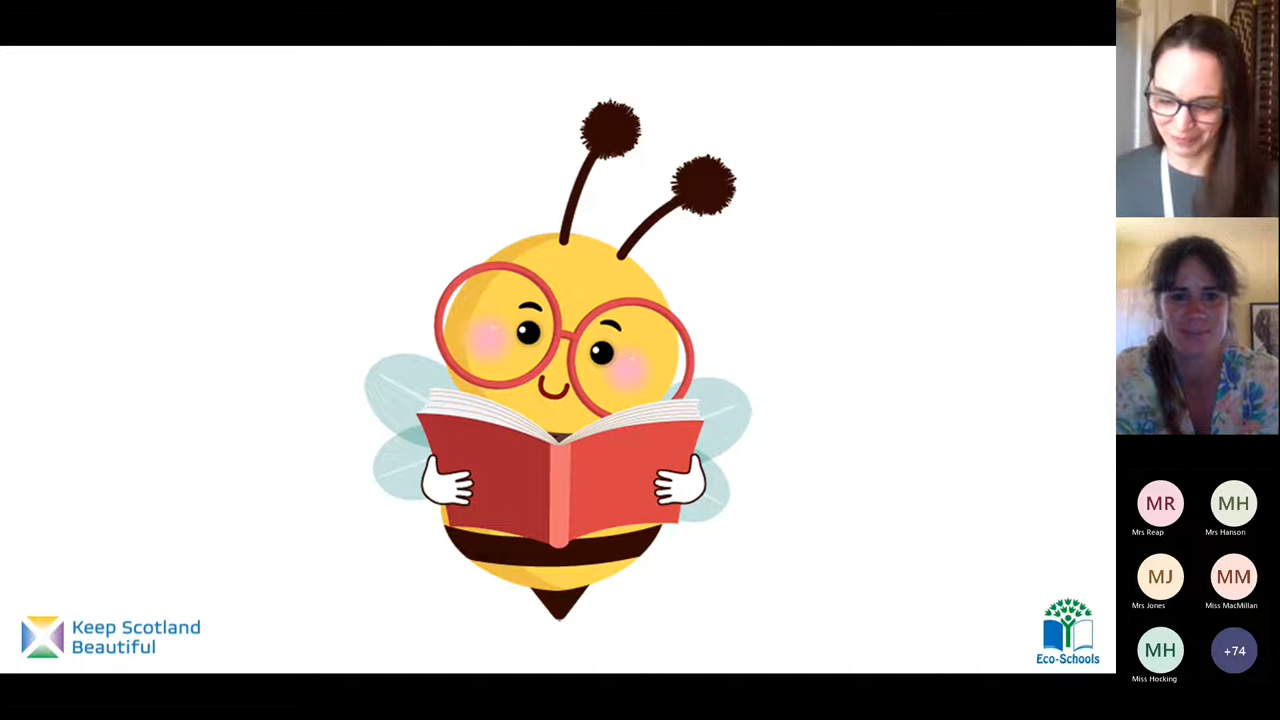 Keep Scotland
Beautiful
Eco-Schools
MR
MH
Mrs Reap
Mrs Hanson
MJ
MM
Mrs Jones
Miss MacMillan
MH
+74
Miss Hocking